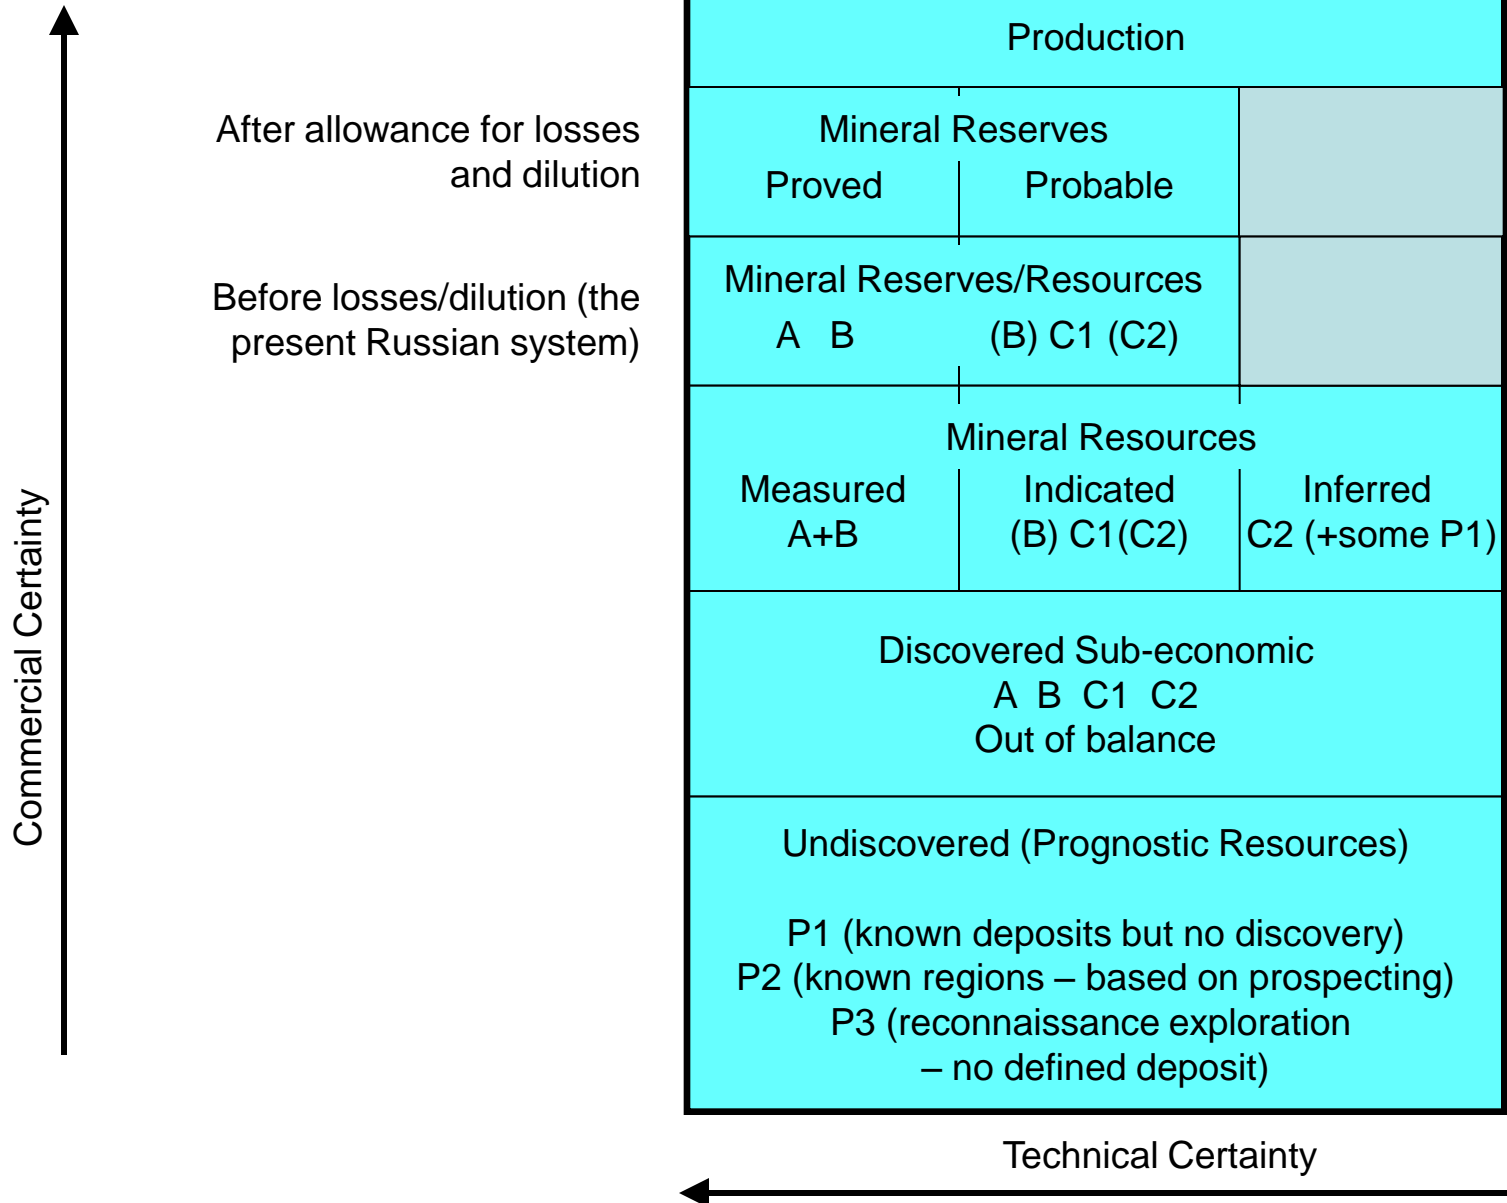 Production
After allowance for losses
and dilution
Mineral Reserves
Proved Probable
Before losses/dilution (the
present Russian system)
Mineral Reserves/Resources
A B (B) C1 (C2)
Mineral Resources
Measured Indicated Inferred
A+B (B) C1(C2) C2 (+some P1)
Discovered Sub-economic
A B C1 C2
Out of balance
Undiscovered (Prognostic Resources)
P1 (known deposits but no discovery)
P2 (known regions – based on prospecting)
P3 (reconnaissance exploration
– no defined deposit)
Commercial Certainty
Technical Certainty